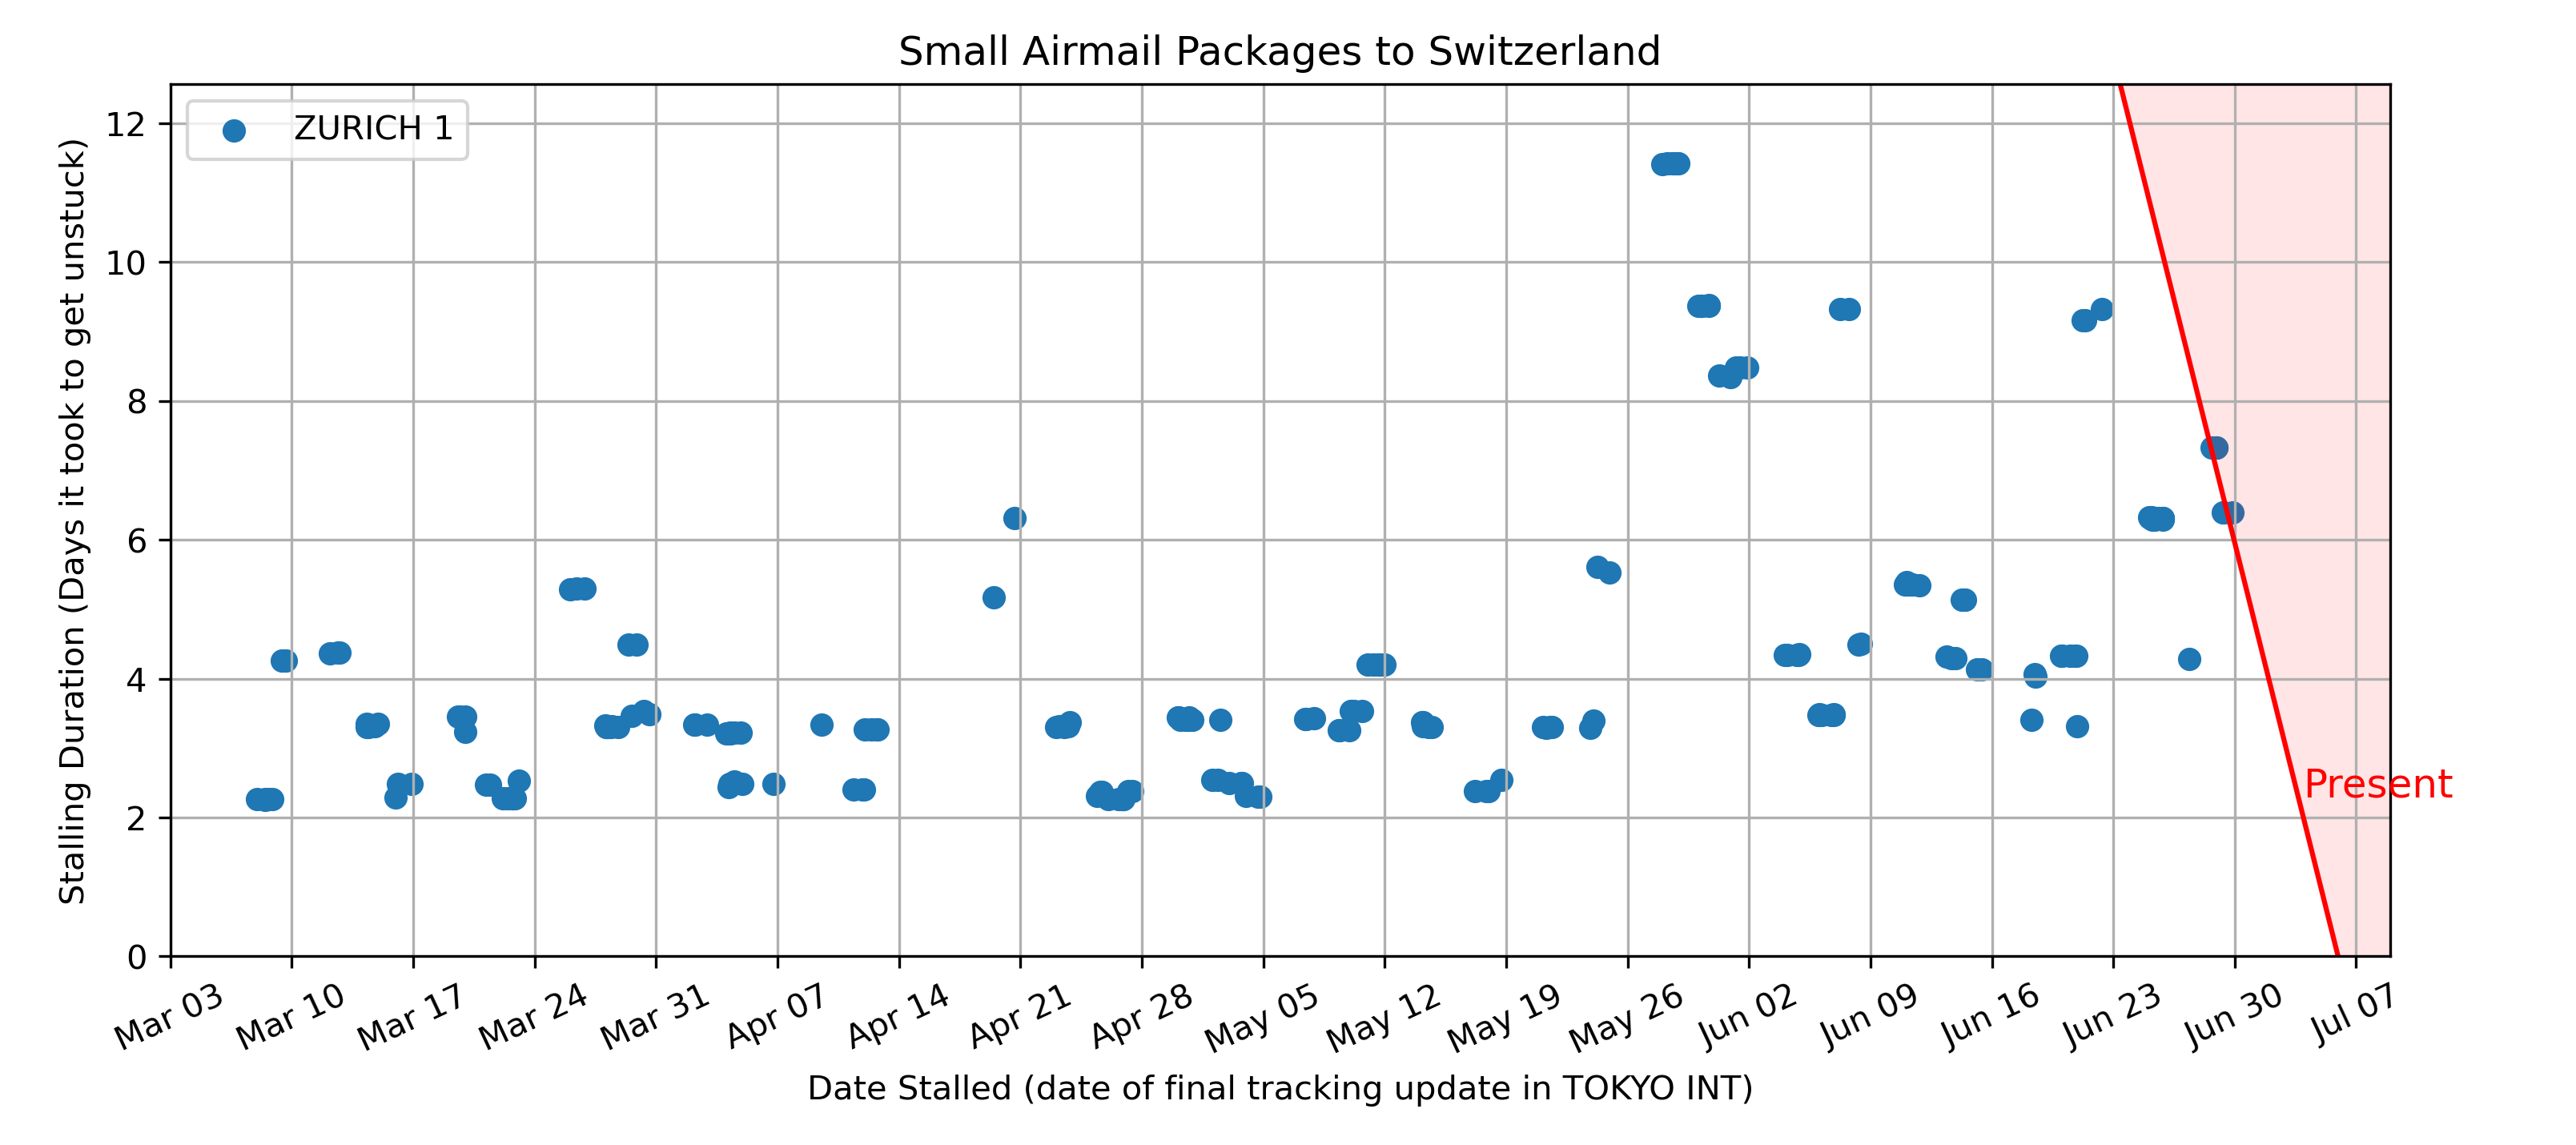 Small Airmail Packages to Switzerland
ZURICH 1
Stalling Duration (Days it took to get unstuck)
12
10
8
6
4
2
0
Present
Mar 03
Mar 10
Mar 17
Mar 24
Mar 31
Apr 07
Apr 14
Apr 21
Apr 28
May 05
May 12
May 19
May 26
Jun 02
Jun 09
Jun 16
Jun 23
Jun 30
Jul 07
Date Stalled (date of final tracking update in TOKYO INT)